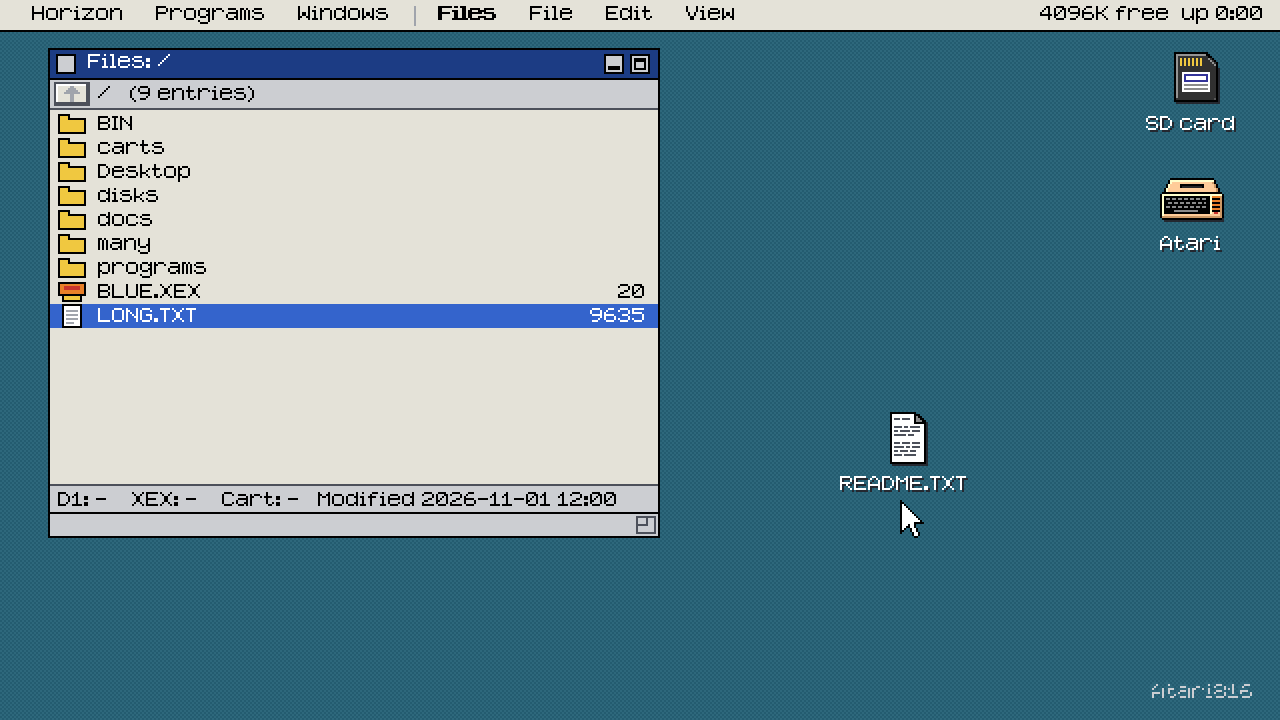 Horizon Programs Windows | Files File Edit View 4096K free up 0:00
Files: /
/ (9 entries)
BIN
carts
Desktop
disks
docs
many
programs
BLUE.XEX 20
LONG.TXT 9635
D1: - XEX: - Cart: - Modified 2026-11-01 12:00
SD card
Atari
README.TXT
Atari816